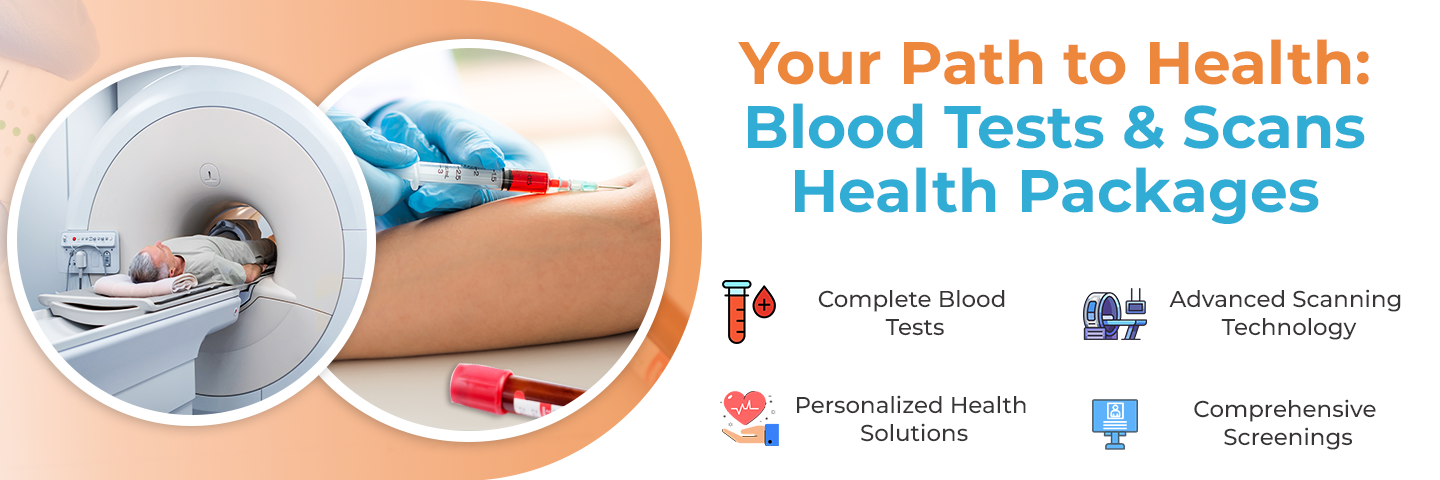 Your Path to Health:
Blood Tests & Scans
Health Packages
Complete Blood
Tests
Advanced Scanning
Technology
Personalized Health
Solutions
Comprehensive
Screenings